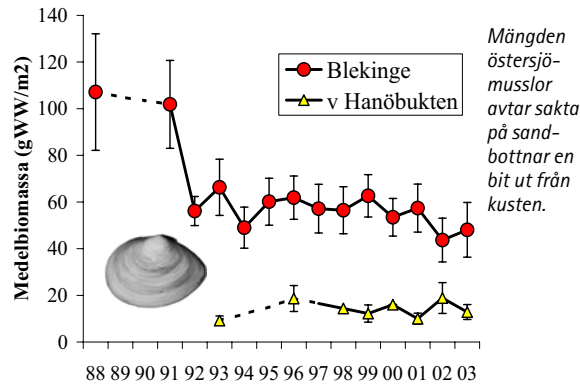 140
120
100
80
60
40
20
0
Medelbiomassa (gWW/m2)
Blekinge
v Hanöbukten
88 89 90 91 92 93 94 95 96 97 98 99 00 01 02 03
Mängden
östersjö-
musslor
avtar sakta
på sand-
bottnar en
bit ut från
kusten.